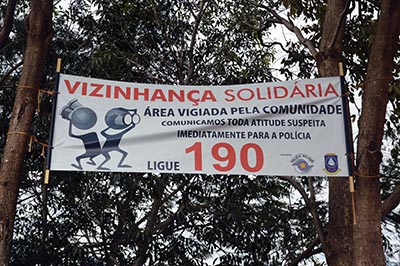 VIZINHANÇA SOLIDÁRIA
ÁREA VIGIADA PELA COMUNIDADE
COMUNICAMOS TODA ATITUDE SUSPEITA
IMEDIATAMENTE PARA A POLÍCIA
LIGUE 190